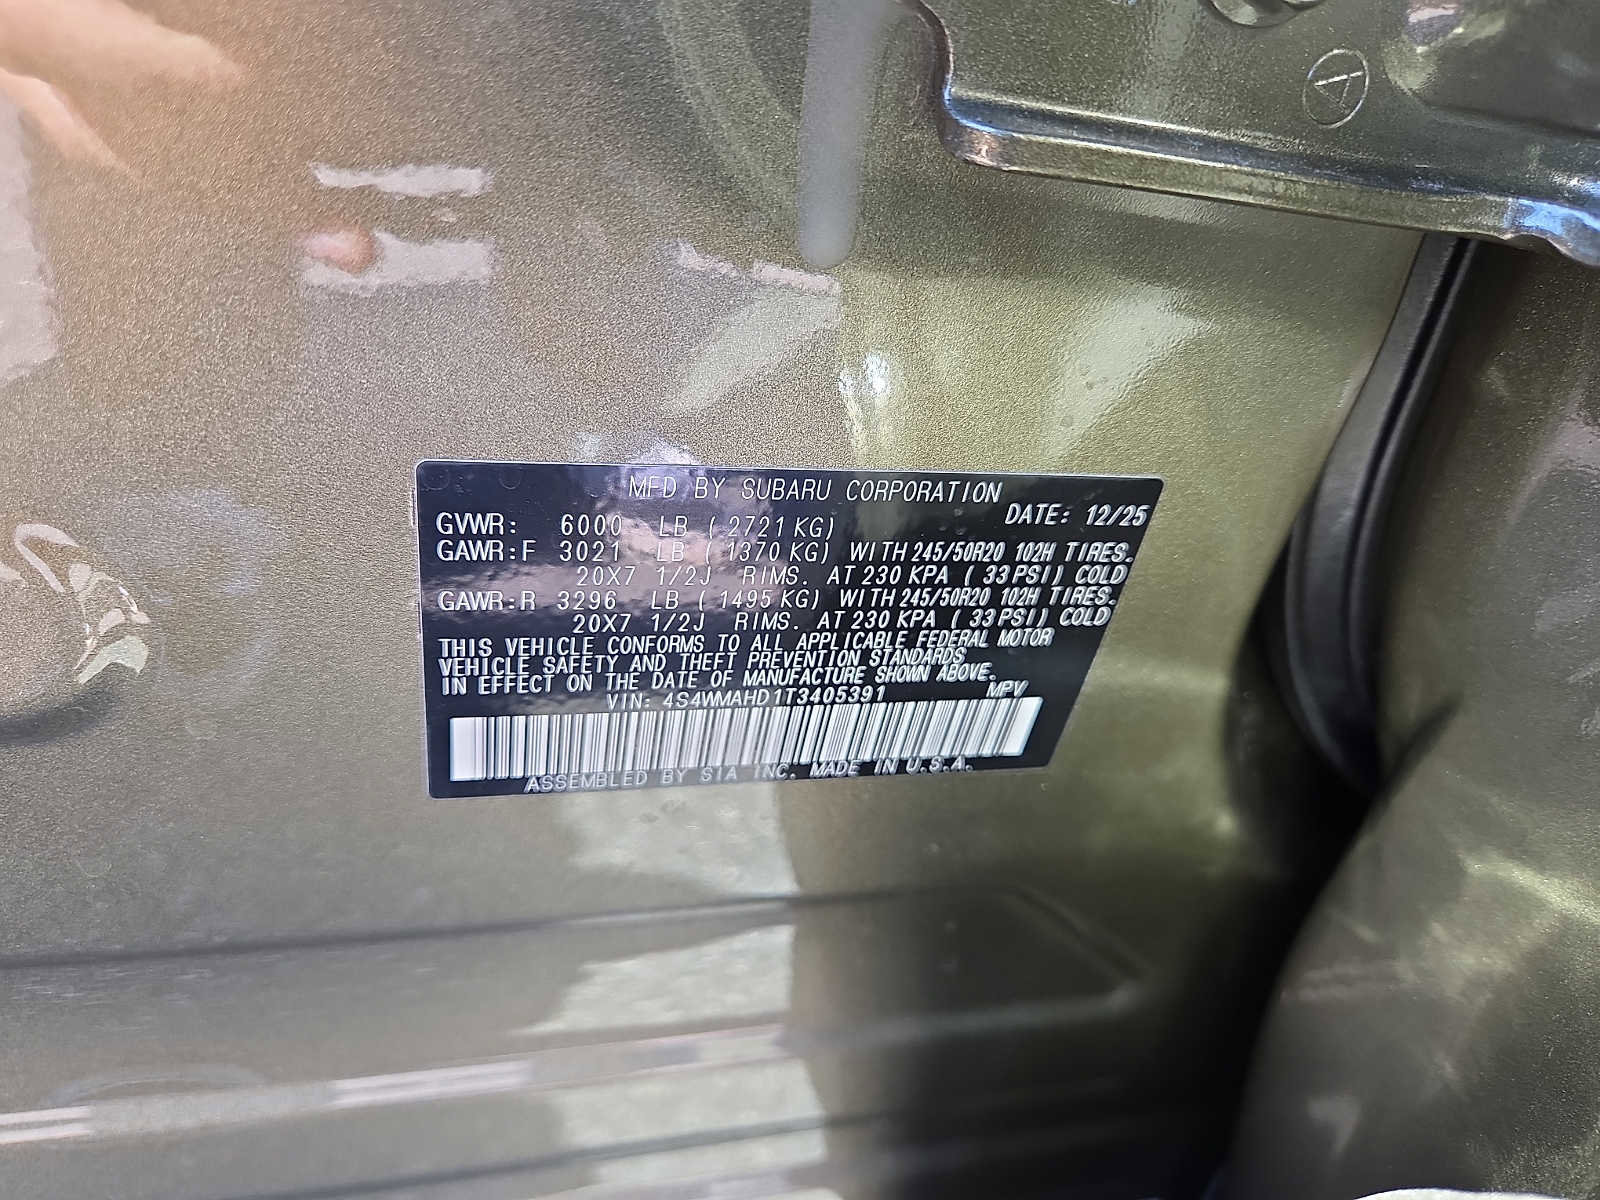 MFD BY SUBARU CORPORATION
DATE: 12/25
GVWR: 6000 LB ( 2721 KG)
GAWR:F 3021 LB ( 1370 KG) WITH 245/50R20 102H TIRES.
20X7 1/2J RIMS. AT 230 KPA ( 33 PSI) COLD
GAWR:R 3296 LB ( 1495 KG) WITH 245/50R20 102H TIRES.
20X7 1/2J RIMS. AT 230 KPA ( 33 PSI) COLD
THIS VEHICLE CONFORMS TO ALL APPLICABLE FEDERAL MOTOR
VEHICLE SAFETY AND THEFT PREVENTION STANDARDS
IN EFFECT ON THE DATE OF MANUFACTURE SHOWN ABOVE.
VIN: 4S4WMAHD1T3405391 MPV
ASSEMBLED BY SIA INC. MADE IN U.S.A.